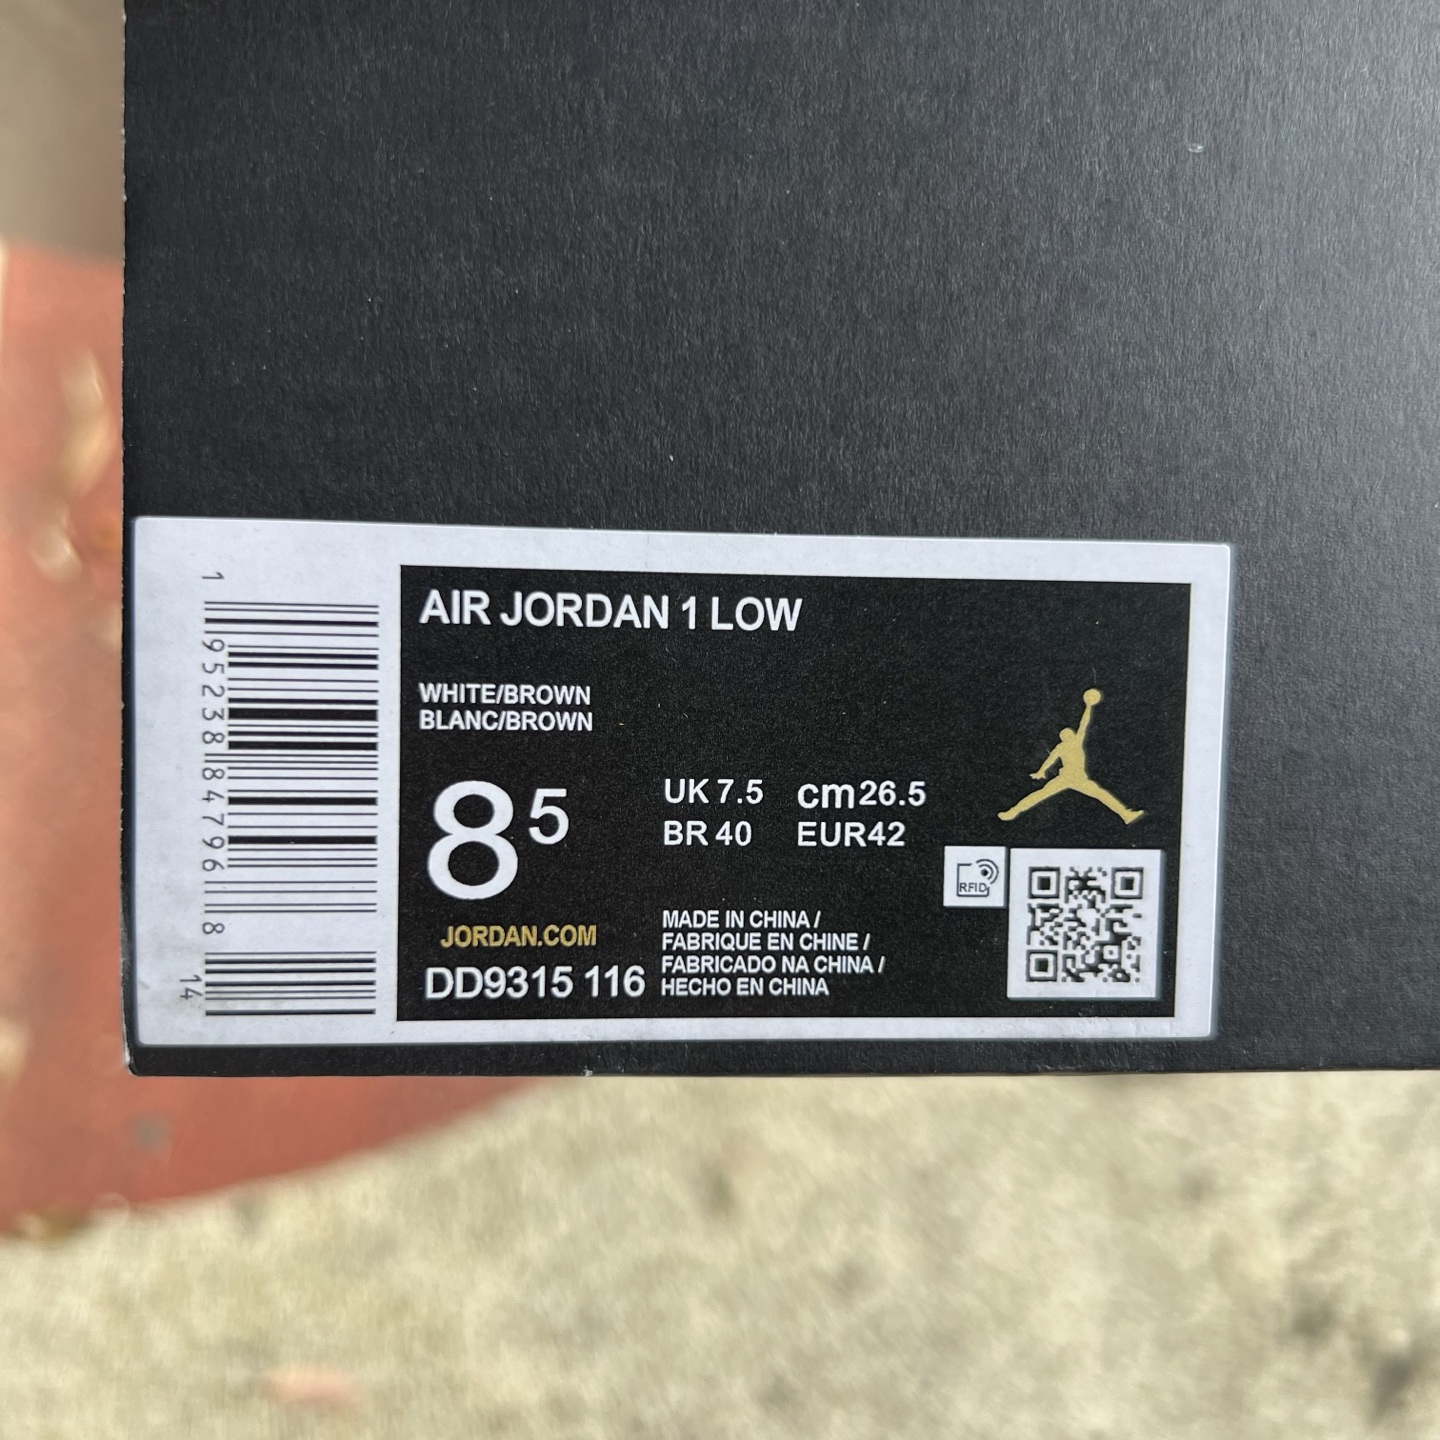 AIR JORDAN 1 LOW
WHITE/BROWN
BLANC/BROWN
8 5
UK 7.5 cm 26.5
BR 40 EUR 42
JORDAN.COM
DD9315 116
MADE IN CHINA /
FABRIQUE EN CHINE /
FABRICADO NA CHINA /
HECHO EN CHINA
RFID
1 95238 84796 8
14